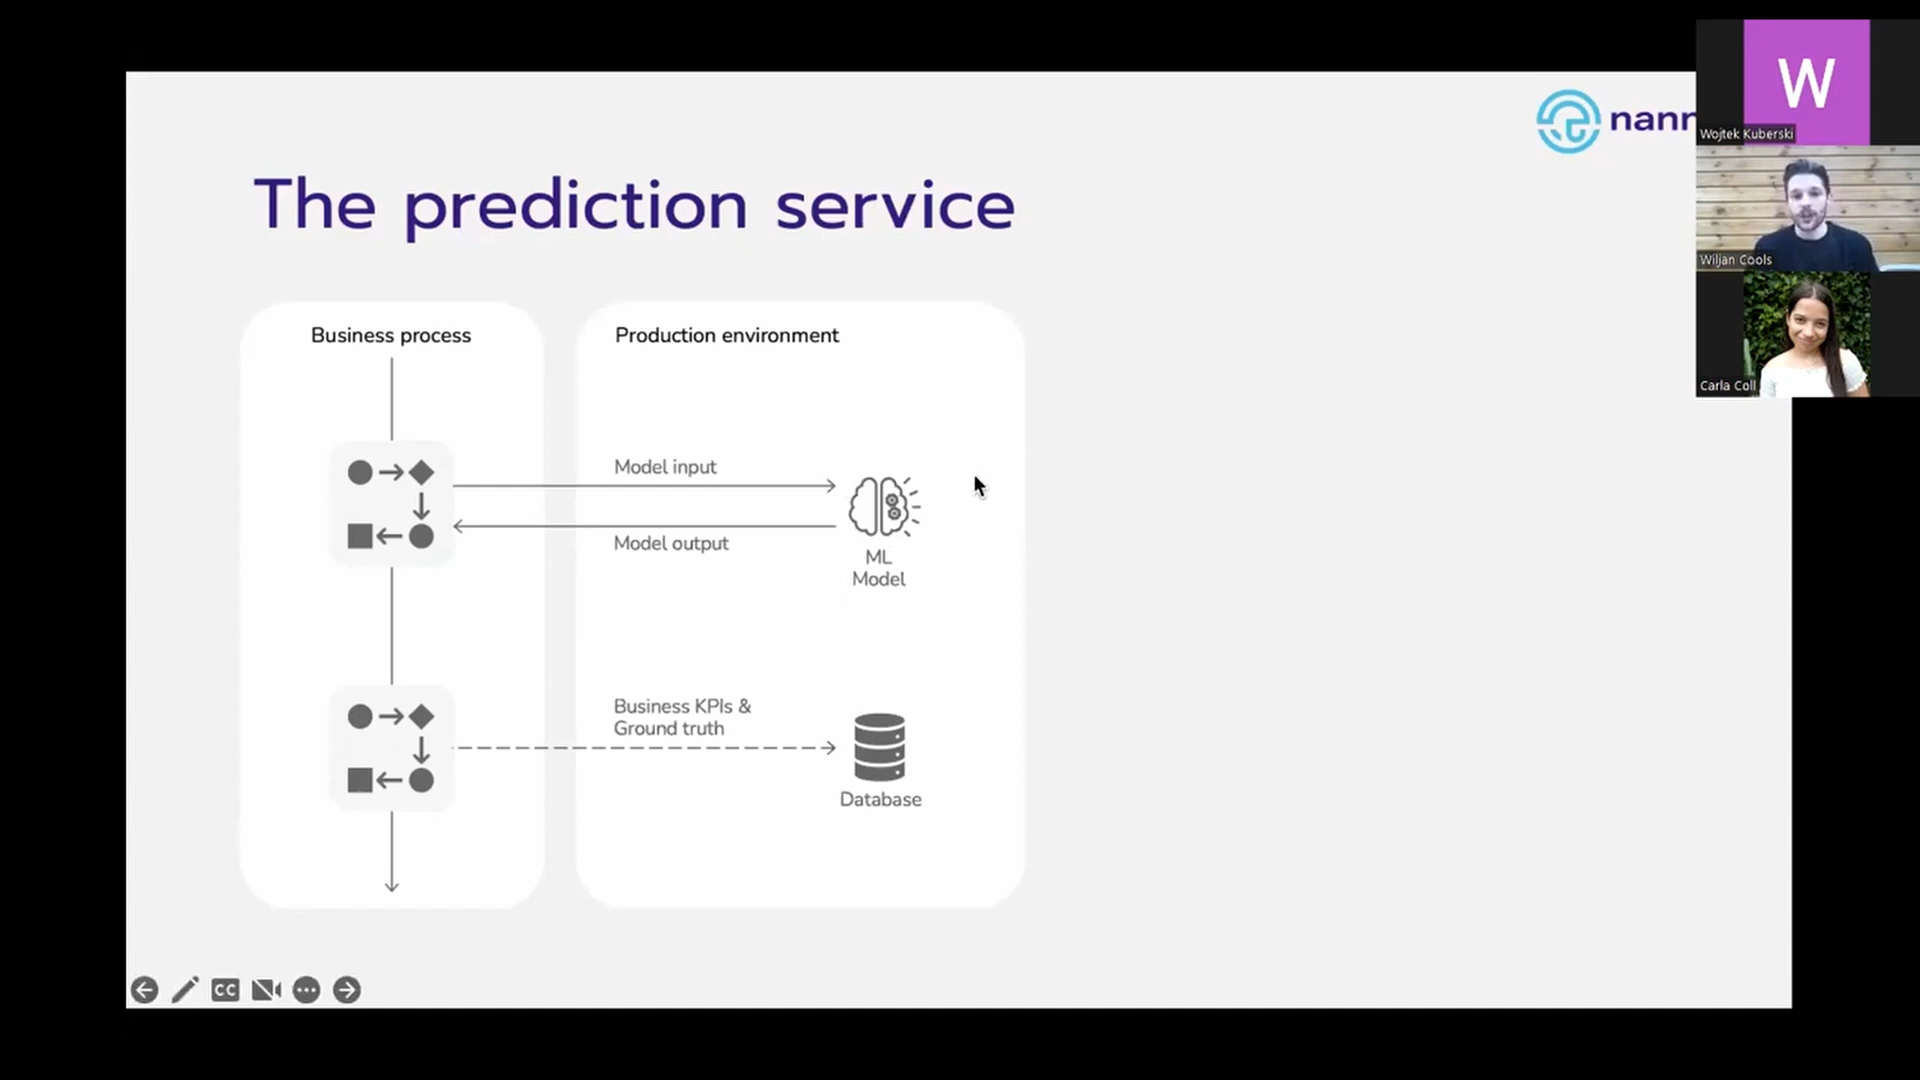 nann
W
Wojtek Kuberski
The prediction service
Wiljan Cools
Business process
Production environment
Carla Coll
Model input
Model output
ML
Model
Business KPIs &
Ground truth
Database
CC